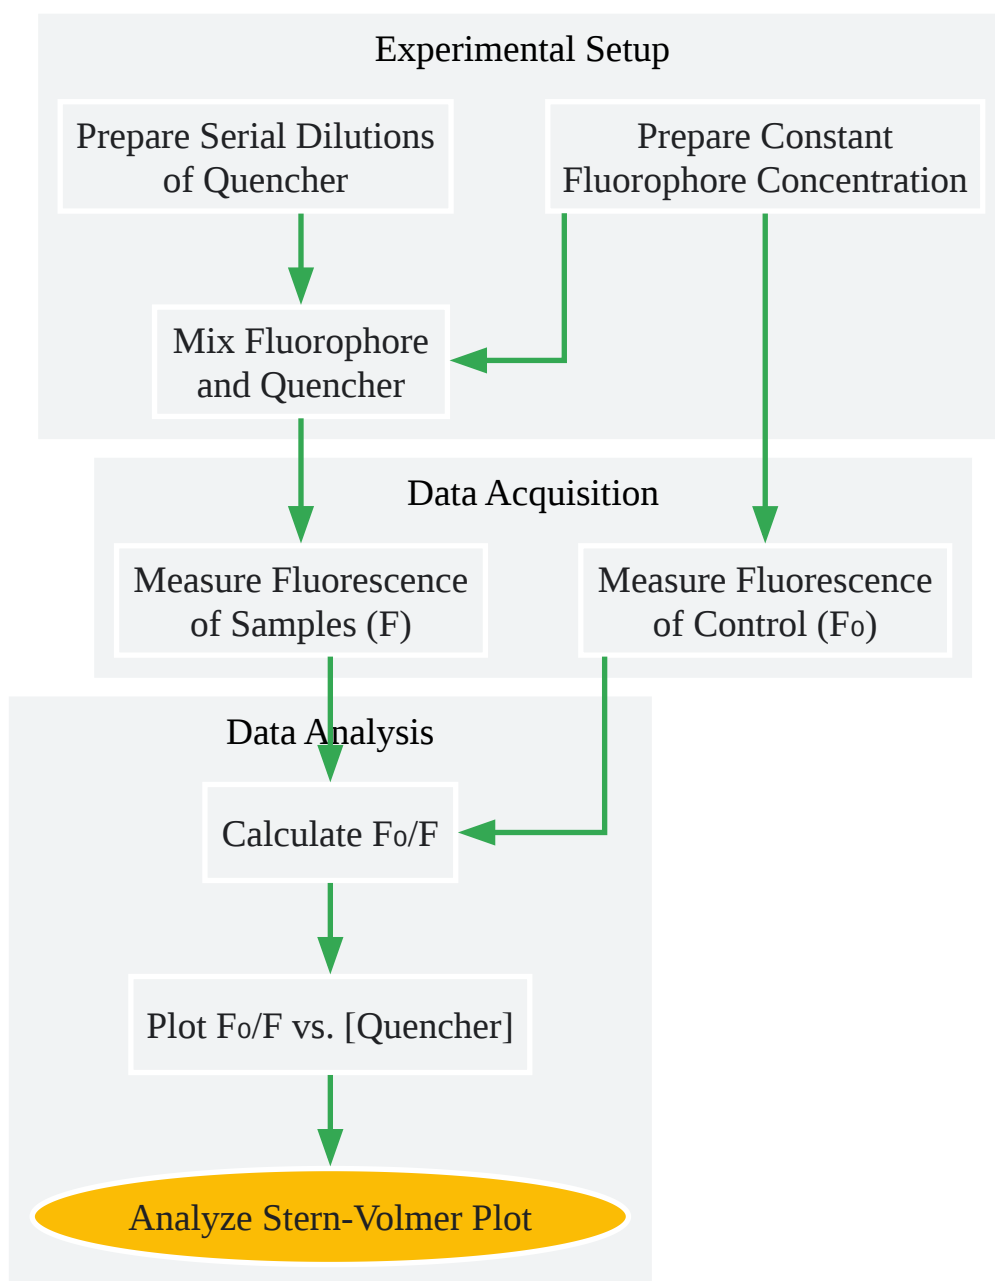 Experimental Setup
Prepare Serial Dilutions
of Quencher
Prepare Constant
Fluorophore Concentration
Mix Fluorophore
and Quencher
Data Acquisition
Measure Fluorescence
of Samples (F)
Measure Fluorescence
of Control (F₀)
Data Analysis
Calculate F₀/F
Plot F₀/F vs. [Quencher]
Analyze Stern-Volmer Plot